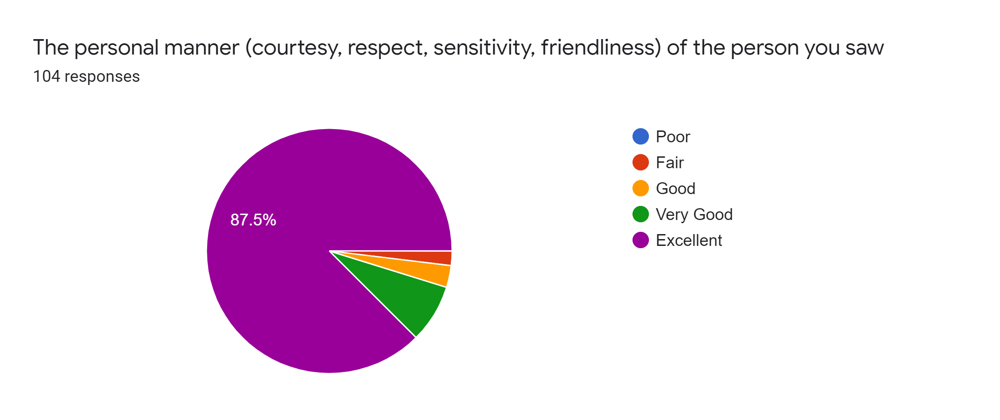 The personal manner (courtesy, respect, sensitivity, friendliness) of the person you saw
104 responses
87.5%
Poor
Fair
Good
Very Good
Excellent